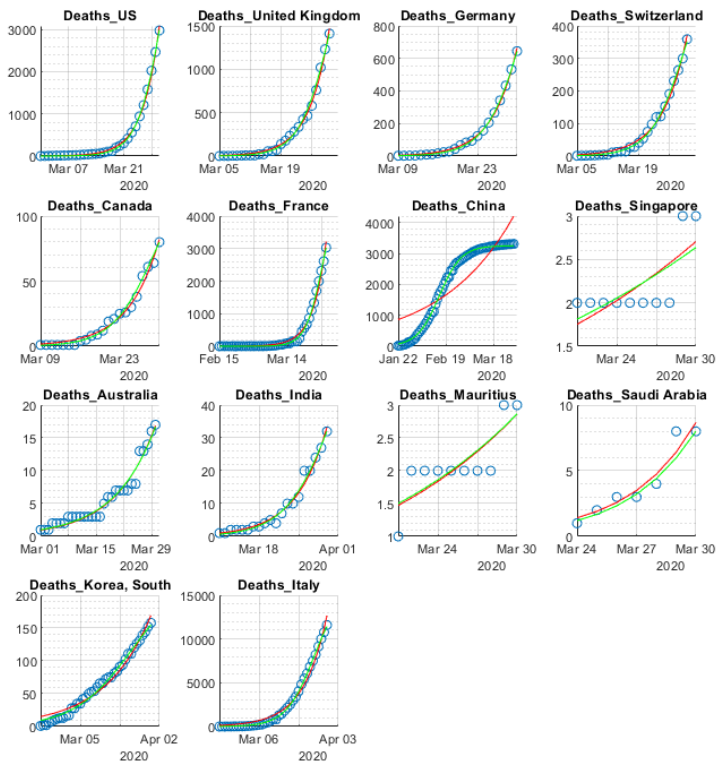 Deaths_US
3000
2000
1000
0
Mar 07 Mar 21
2020
Deaths_United Kingdom
1500
1000
500
0
Mar 05 Mar 19
2020
Deaths_Germany
800
600
400
200
0
Mar 09 Mar 23
2020
Deaths_Switzerland
400
300
200
100
0
Mar 05 Mar 19
2020
Deaths_Canada
100
50
0
Mar 09 Mar 23
2020
Deaths_France
4000
3000
2000
1000
0
Feb 15 Mar 14
2020
Deaths_China
4000
3000
2000
1000
0
Jan 22 Feb 19 Mar 18
2020
Deaths_Singapore
3
2.5
2
1.5
Mar 24 Mar 30
2020
Deaths_Australia
20
15
10
5
0
Mar 01 Mar 15 Mar 29
2020
Deaths_India
40
30
20
10
0
Mar 18 Apr 01
2020
Deaths_Mauritius
3
2.5
2
1.5
1
Mar 24 Mar 30
2020
Deaths_Saudi Arabia
10
5
0
Mar 24 Mar 27 Mar 30
2020
Deaths_Korea, South
200
150
100
50
0
Mar 05 Apr 02
2020
Deaths_Italy
15000
10000
5000
0
Mar 06 Apr 03
2020